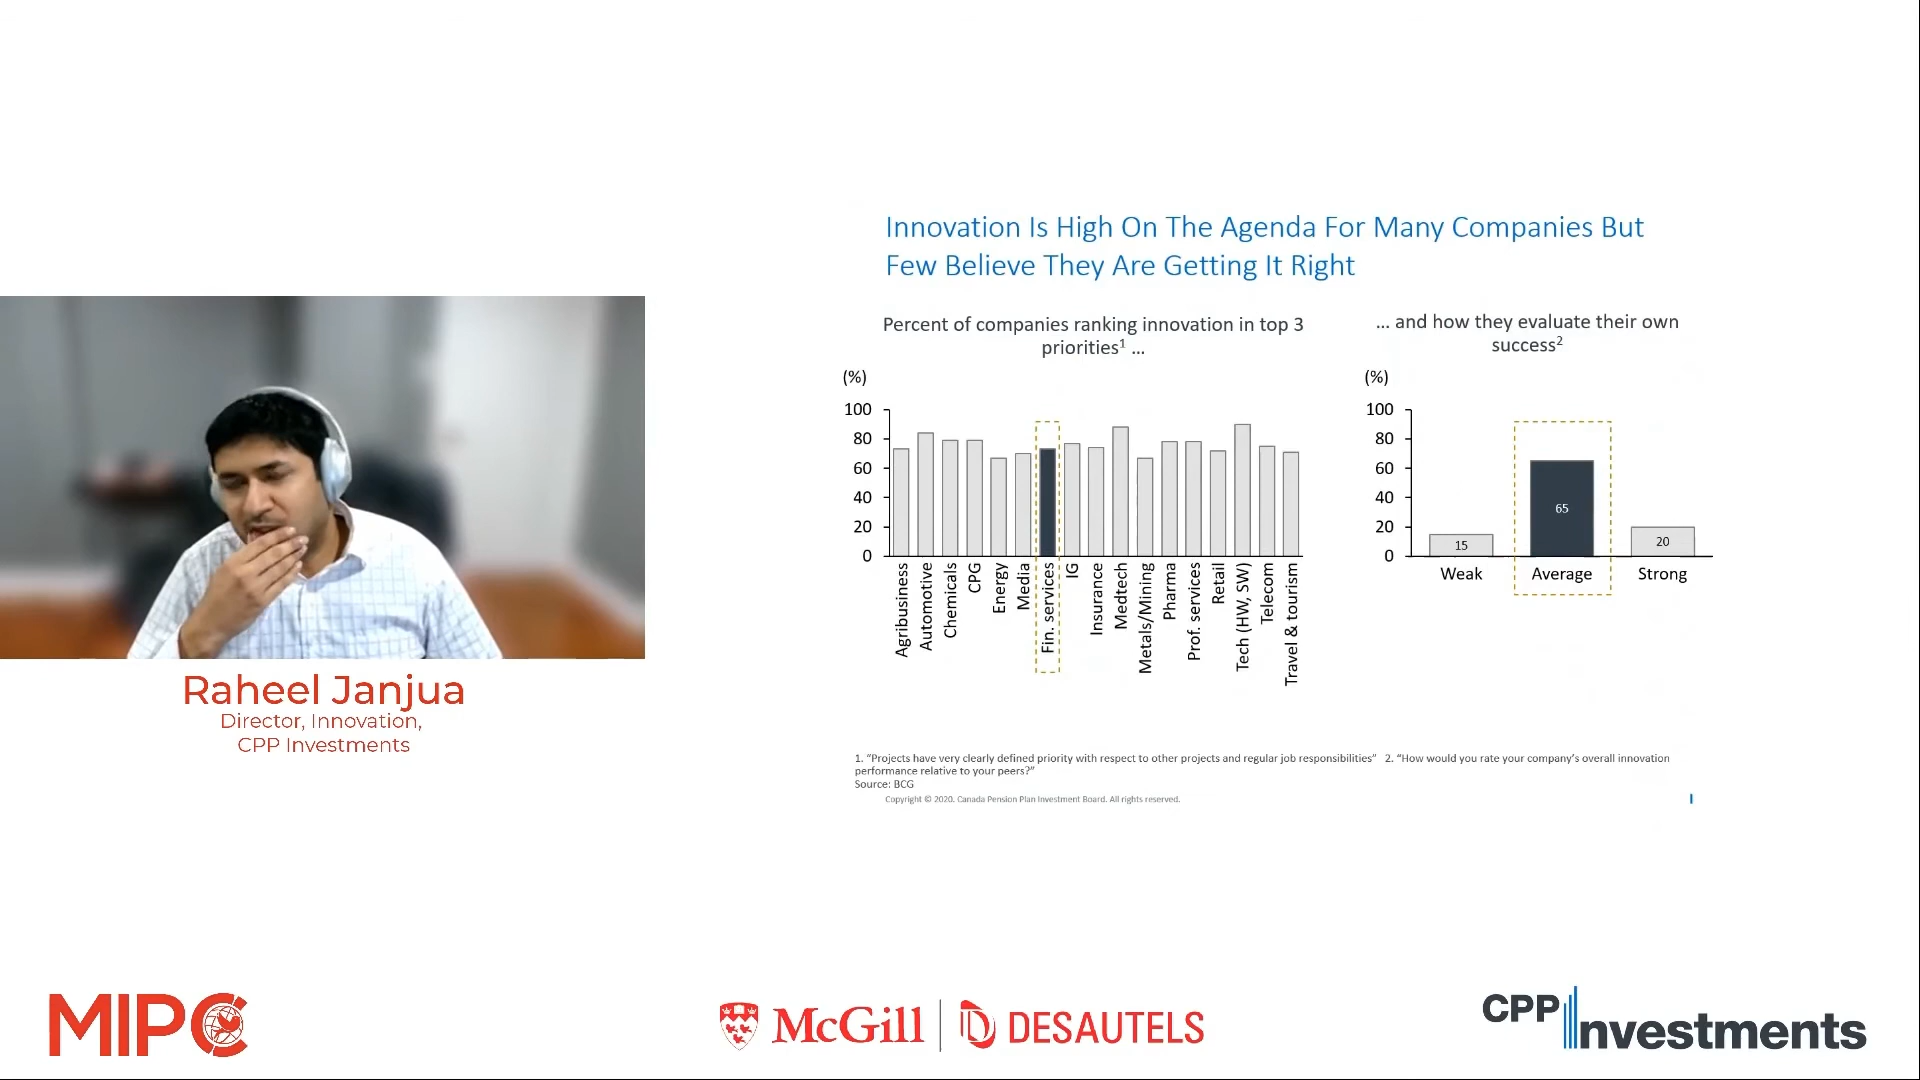 Innovation Is High On The Agenda For Many Companies But
Few Believe They Are Getting It Right
Percent of companies ranking innovation in top 3
priorities¹ ...
(%)
100
80
60
40
20
0
Agribusiness
Automotive
Chemicals
CPG
Energy
Media
Fin. services
IG
Insurance
Medtech
Metals/Mining
Pharma
Prof. services
Retail
Tech (HW, SW)
Telecom
Travel & tourism
... and how they evaluate their own
success²
(%)
100
80
60
40
20
0
15
65
20
Weak
Average
Strong
1. “Projects have very clearly defined priority with respect to other projects and regular job responsibilities” 2. “How would you rate your company’s overall innovation
performance relative to your peers?”
Source: BCG
Copyright © 2020. Canada Pension Plan Investment Board. All rights reserved.
Raheel Janjua
Director, Innovation,
CPP Investments
MIPC
McGill
DESAUTELS
CPP
Investments